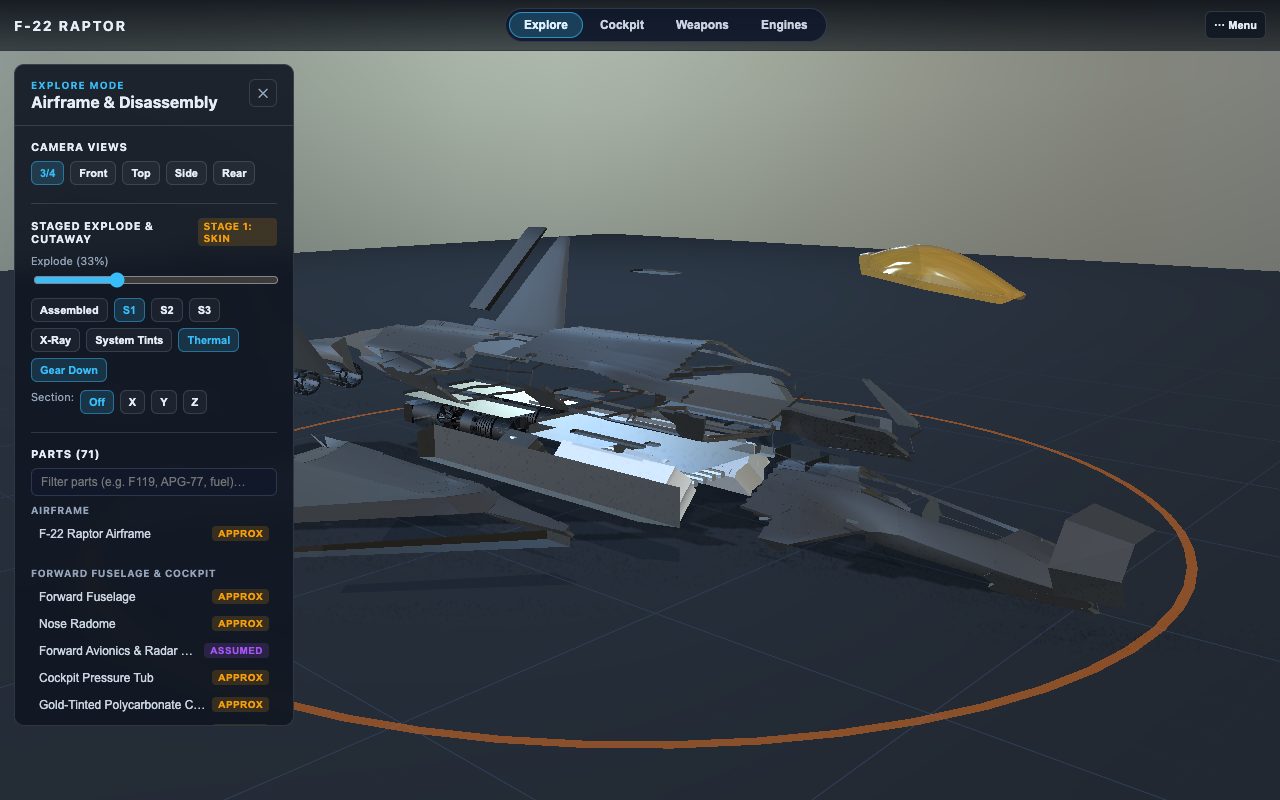 F-22 RAPTOR
Explore Cockpit Weapons Engines
··· Menu
EXPLORE MODE
Airframe & Disassembly
CAMERA VIEWS
3/4 Front Top Side Rear
STAGED EXPLODE &
CUTAWAY
STAGE 1:
SKIN
Explode (33%)
Assembled S1 S2 S3
X-Ray System Tints Thermal
Gear Down
Section: Off X Y Z
PARTS (71)
Filter parts (e.g. F119, APG-77, fuel)...
AIRFRAME
F-22 Raptor Airframe APPROX
FORWARD FUSELAGE & COCKPIT
Forward Fuselage APPROX
Nose Radome APPROX
Forward Avionics & Radar ... ASSUMED
Cockpit Pressure Tub APPROX
Gold-Tinted Polycarbonate C... APPROX